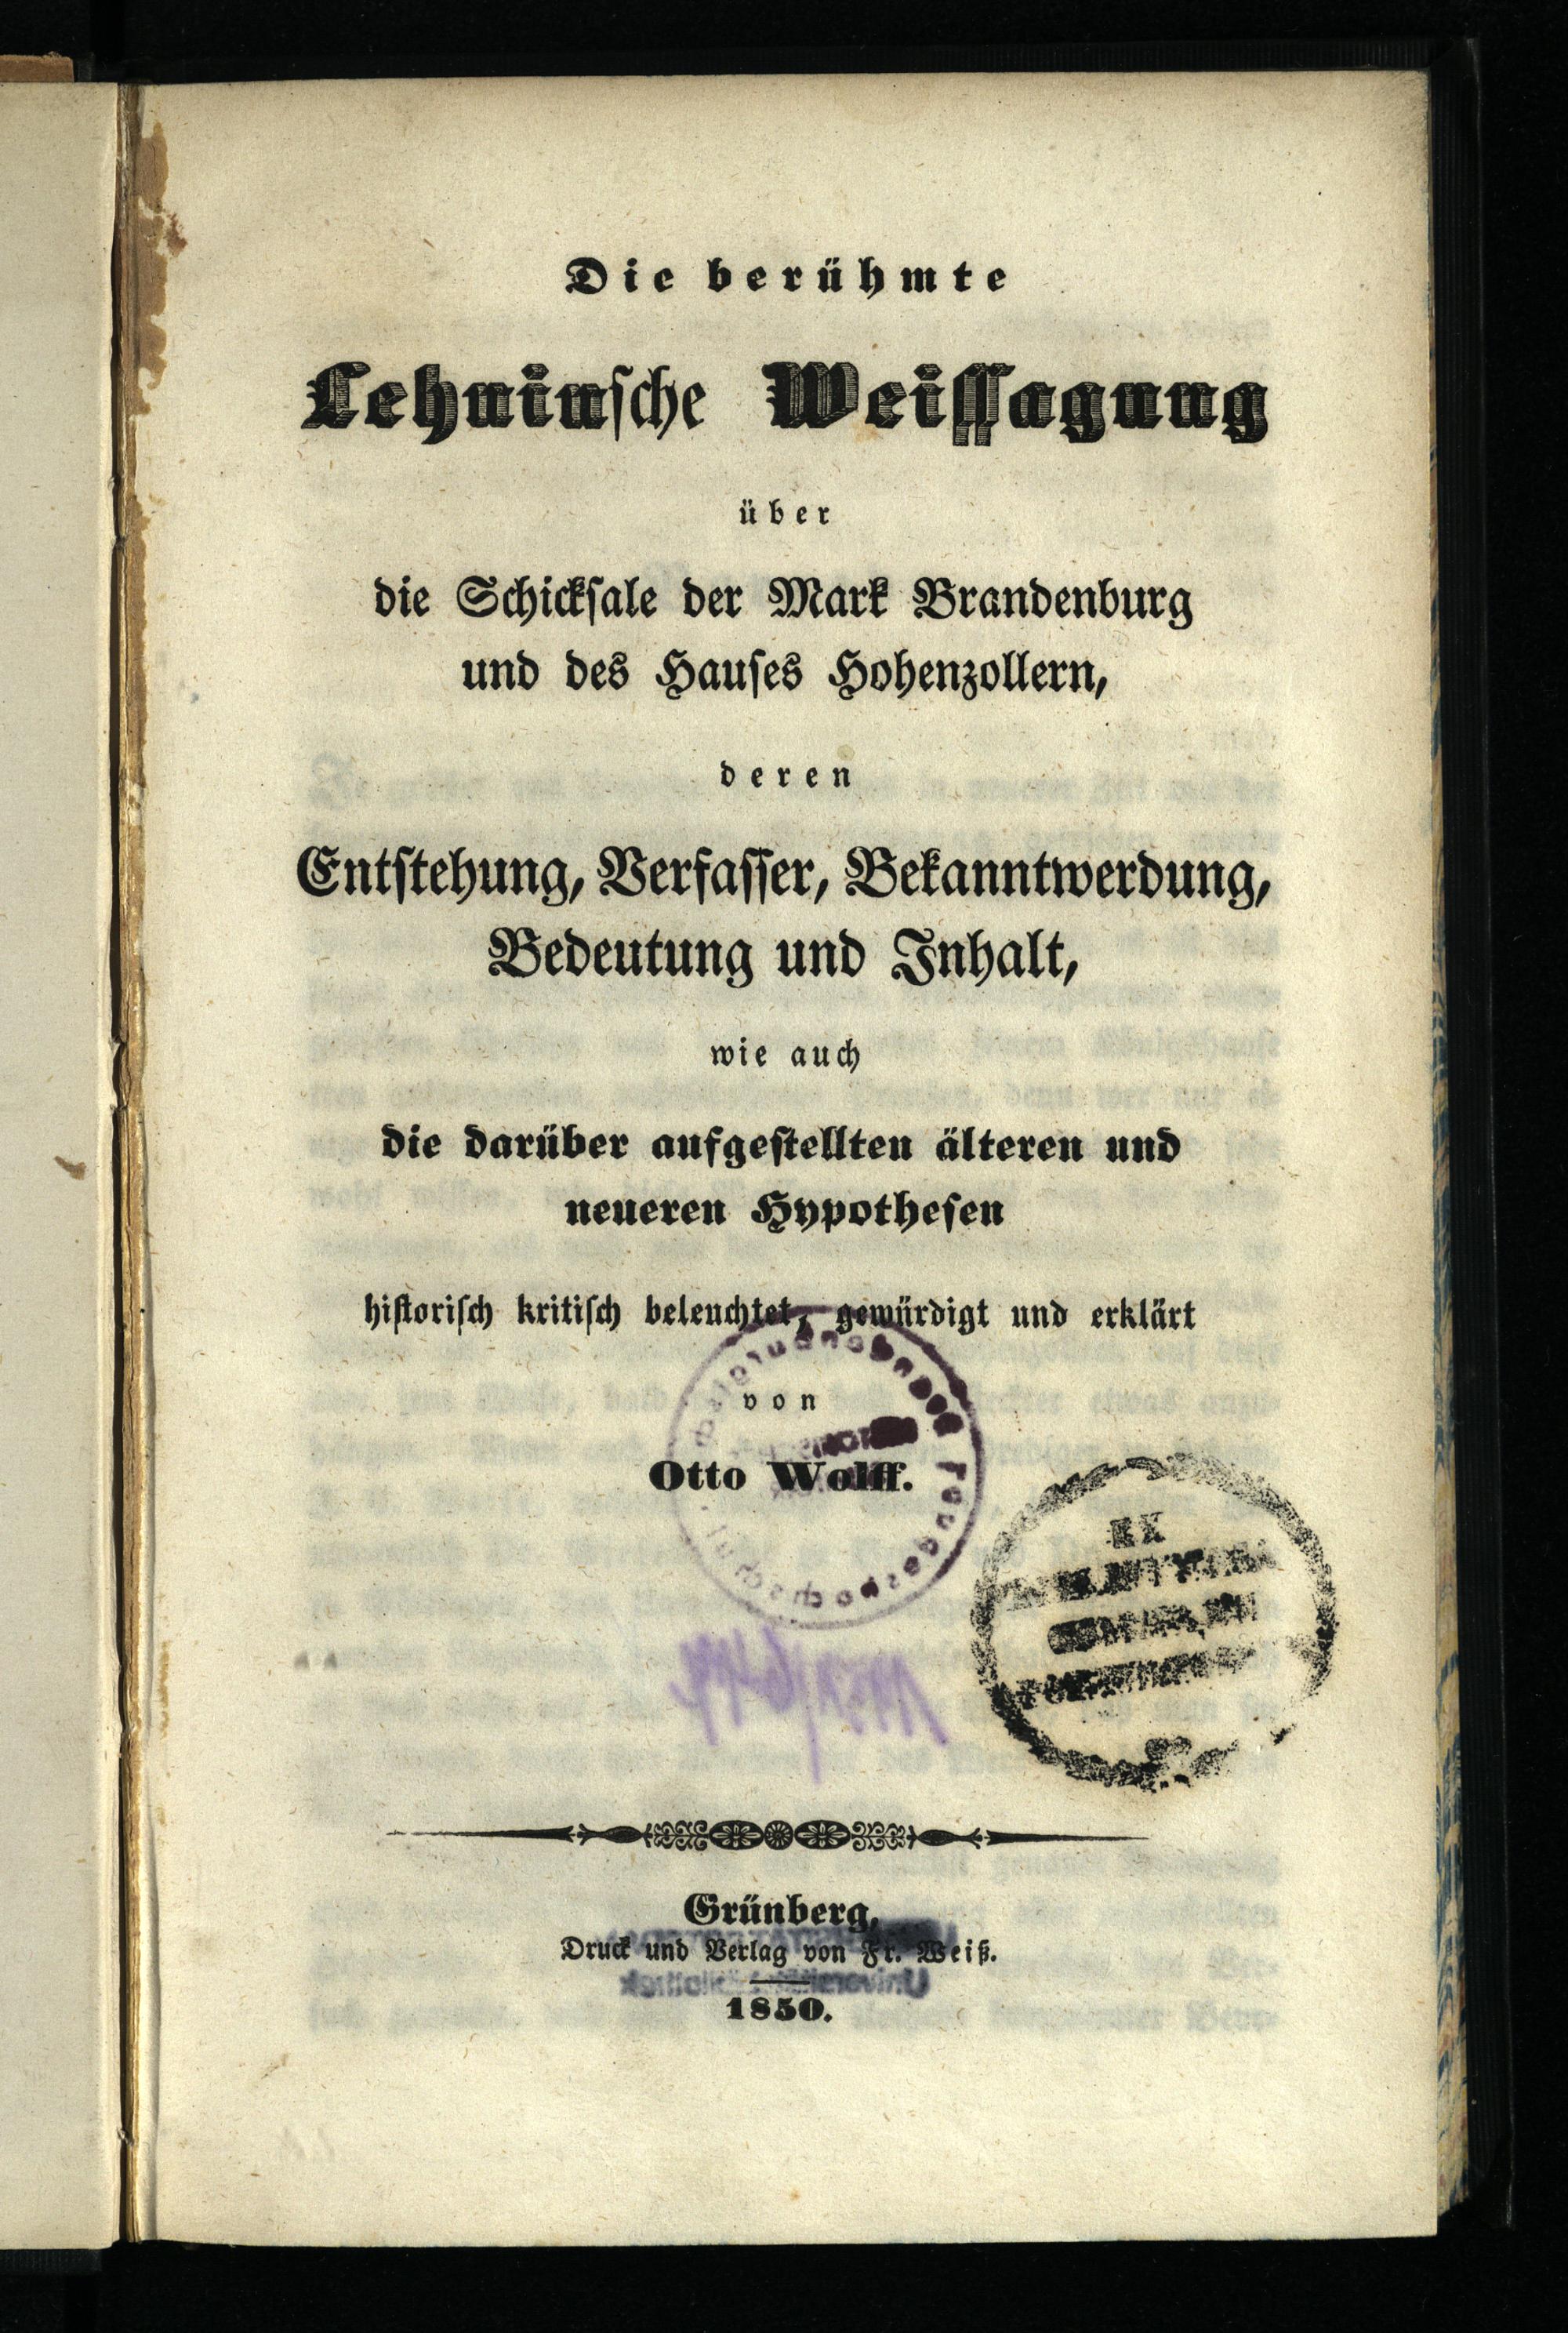 Die berühmte
Lehninsche Weissagung
über
die Schicksale der Mark Brandenburg
und des Hauses Hohenzollern,
deren
Entstehung, Verfasser, Bekanntwerdung,
Bedeutung und Inhalt,
wie auch
die darüber aufgestellten älteren und
neueren Hypothesen
historisch kritisch beleuchtet, gewürdigt und erklärt
von
Otto Wolff.
EX
Grünberg,
Druck und Verlag von Fr. Weiß.
1850.